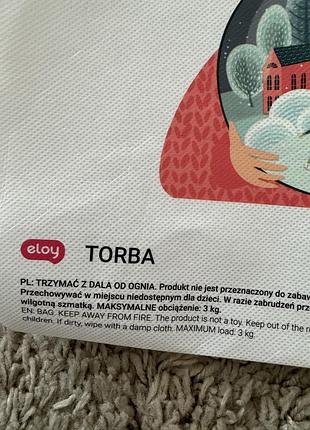 eloy
TORBA
PL: TRZYMAĆ Z DALA OD OGNIA. Produkt nie jest przeznaczony do zabaw
Przechowywać w miejscu niedostępnym dla dzieci. W razie zabrudzeń prze
wilgotną szmatką. MAKSYMALNE obciążenie: 3 kg.
EN: BAG. KEEP AWAY FROM FIRE. The product is not a toy. Keep out of the r
children. If dirty, wipe with a damp cloth. MAXIMUM load: 3 kg.